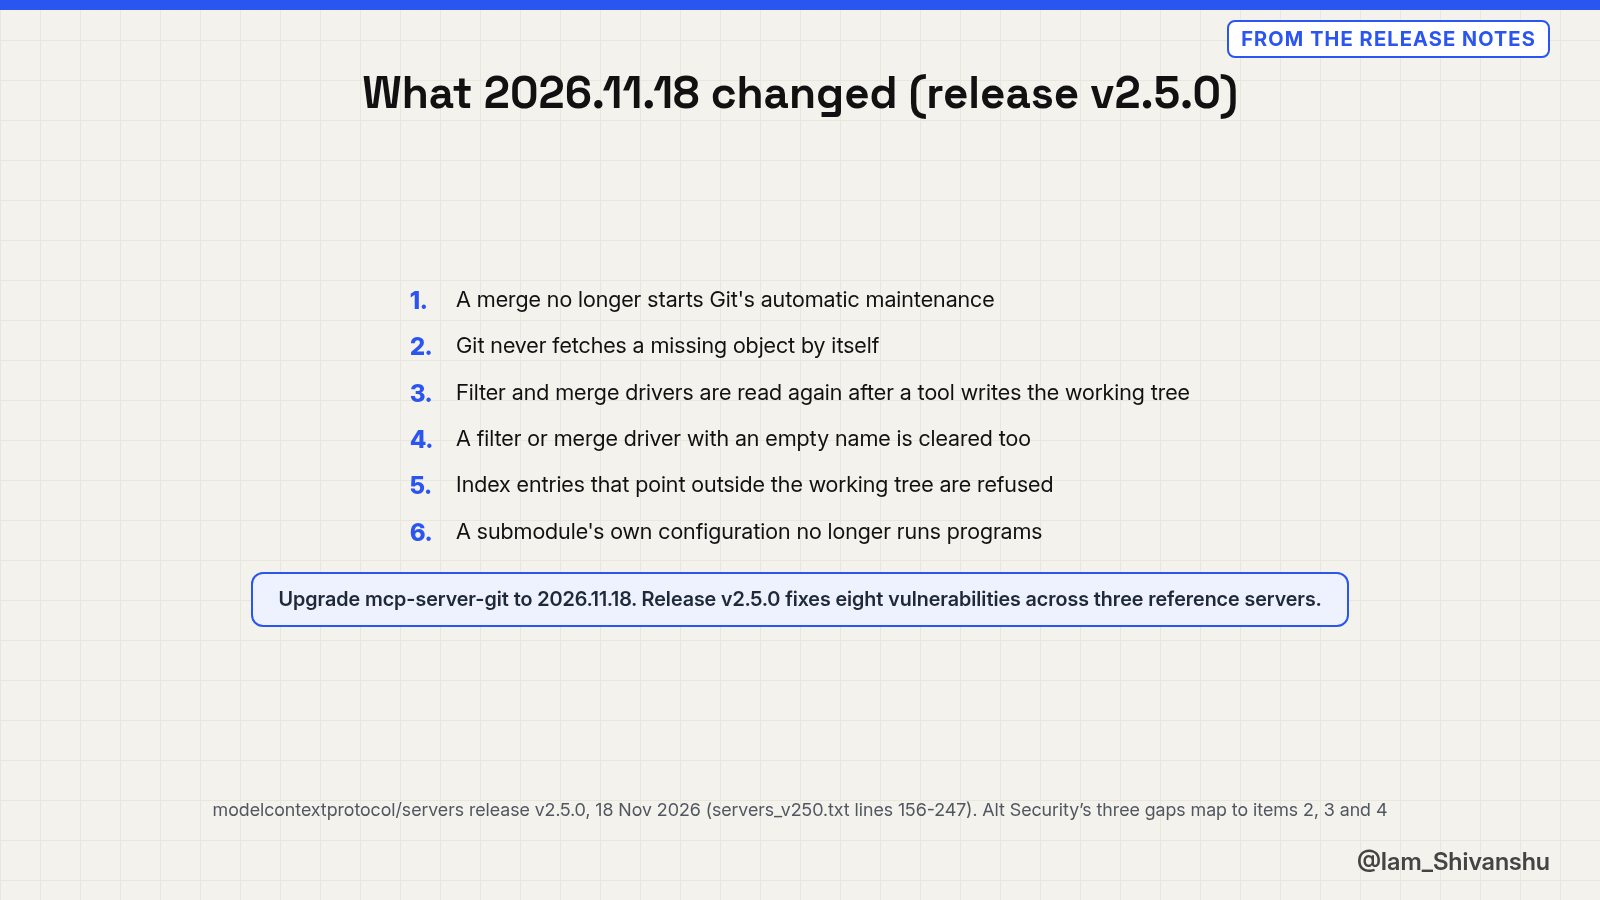 FROM THE RELEASE NOTES
What 2026.11.18 changed (release v2.5.0)
1. A merge no longer starts Git's automatic maintenance
2. Git never fetches a missing object by itself
3. Filter and merge drivers are read again after a tool writes the working tree
4. A filter or merge driver with an empty name is cleared too
5. Index entries that point outside the working tree are refused
6. A submodule's own configuration no longer runs programs
Upgrade mcp-server-git to 2026.11.18. Release v2.5.0 fixes eight vulnerabilities across three reference servers.
modelcontextprotocol/servers release v2.5.0, 18 Nov 2026 (servers_v250.txt lines 156-247). Alt Security’s three gaps map to items 2, 3 and 4
@Iam_Shivanshu